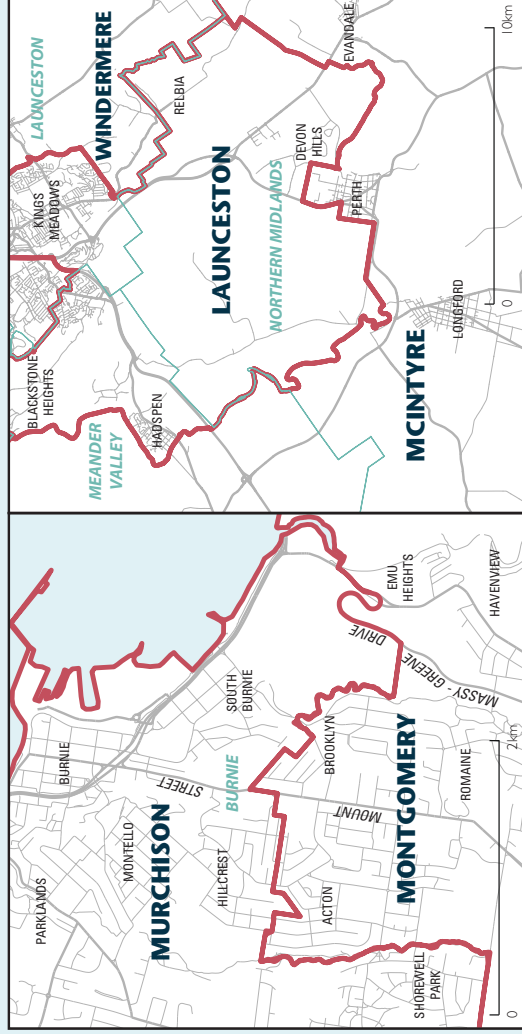 PARKLANDS
BURNIE
MONTELLO
MURCHISON
STREET
HILLCREST
SOUTH
BURNIE
BURNIE
ACTON
BROOKLYN
MOUNT
DRIVE
MASSY-GREENE
EMU
HEIGHTS
MONTGOMERY
SHOREWELL
PARK
ROMAINE
HAVENVIEW
0
2km
BLACKSTONE
HEIGHTS
KINGS
MEADOWS
LAUNCESTON
WINDERMERE
MEANDER
VALLEY
HADSPEN
RELBIA
LAUNCESTON
NORTHERN MIDLANDS
DEVON
HILLS
EVANDALE
PERTH
MCINTYRE
LONGFORD
0
10km